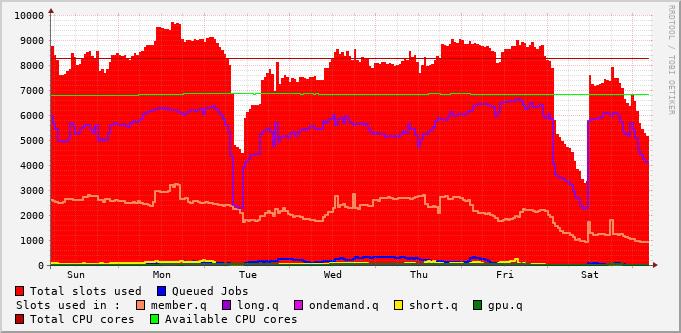 10000
9000
8000
7000
6000
5000
4000
3000
2000
1000
0
Sun Mon Tue Wed Thu Fri Sat
RRDTOOL / TOBI OETIKER
Total slots used Queued Jobs
Slots used in : member.q long.q ondemand.q short.q gpu.q
Total CPU cores Available CPU cores